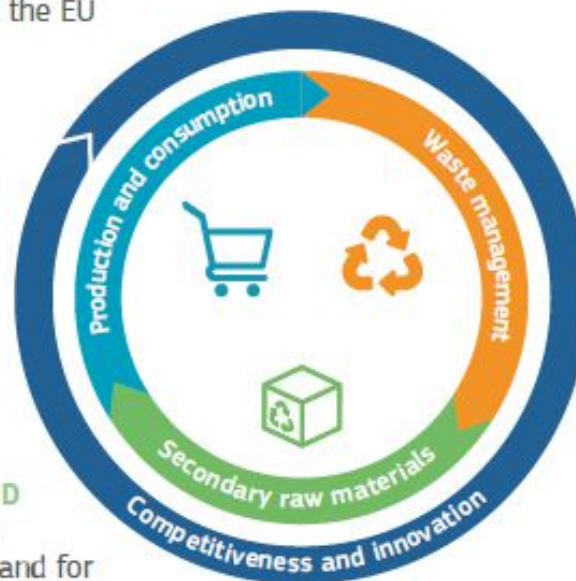 the EU
Production and consumption
Waste management
Secondary raw materials
Competitiveness and innovation
D
and for